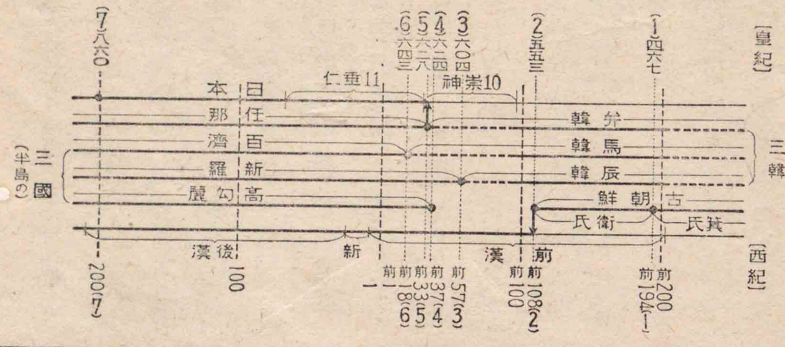 〔皇紀〕
(1)四六七
(2)五五三
(3)六〇四
(4)六二四
(5)六二八
(6)六四三
(7)八六〇
10崇神
11垂仁
日本
三韓
弁韓
任那
馬韓
百濟
辰韓
新羅
古朝鮮
高勾麗
箕氏
衛氏
三國
(半島の)
前漢
新
後漢
〔西紀〕
前200
前194(1)
前108(2)
前100
前57(3)
前37(4)
前33(5)
前18(6)
前1
100
200(7)